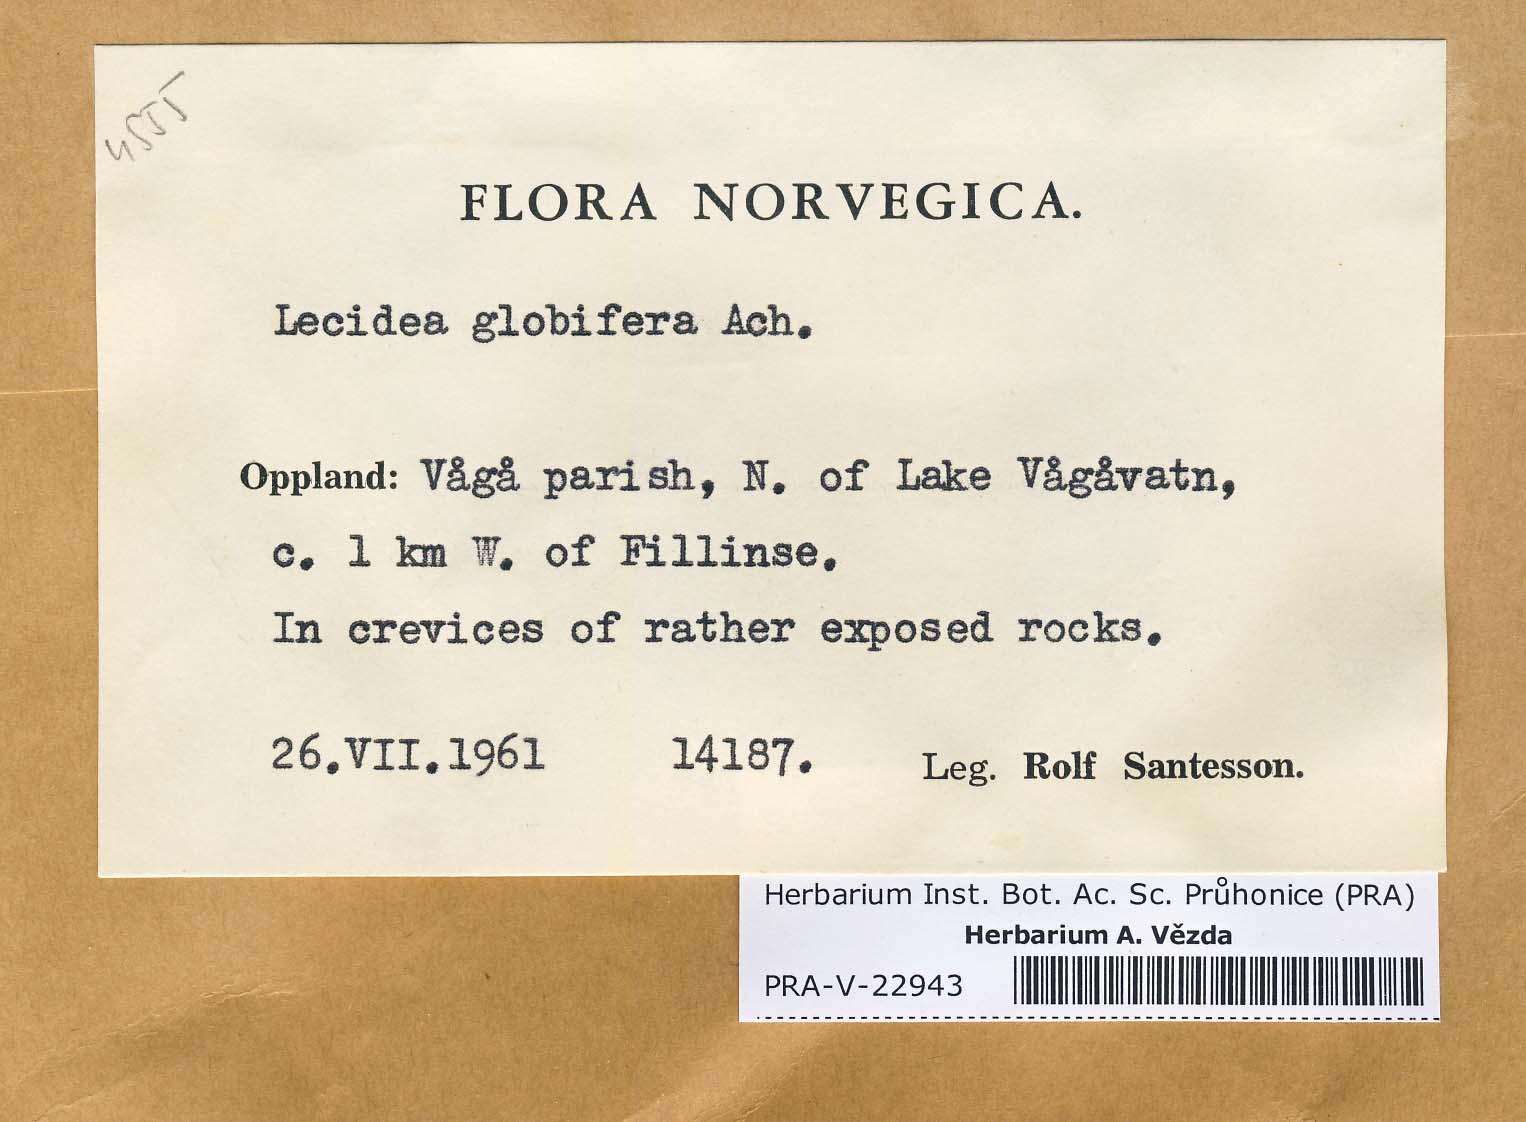 4555
FLORA NORVEGICA.
Lecidea globifera Ach.
Oppland: Vågå parish, N. of Lake Vågåvatn,
c. 1 km W. of Fillinse.
In crevices of rather exposed rocks.
26.VII.1961 14187. Leg. Rolf Santesson.
Herbarium Inst. Bot. Ac. Sc. Průhonice (PRA)
Herbarium A. Vězda
PRA-V-22943